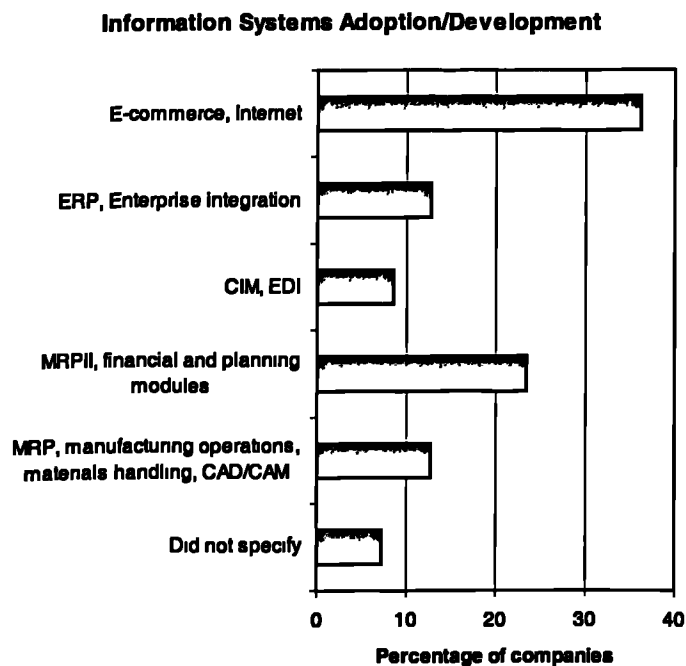 Information Systems Adoption/Development
E-commerce, Internet
ERP, Enterprise integration
CIM, EDI
MRPII, financial and planning
modules
MRP, manufacturing operations,
materials handling, CAD/CAM
Did not specify
0 10 20 30 40
Percentage of companies